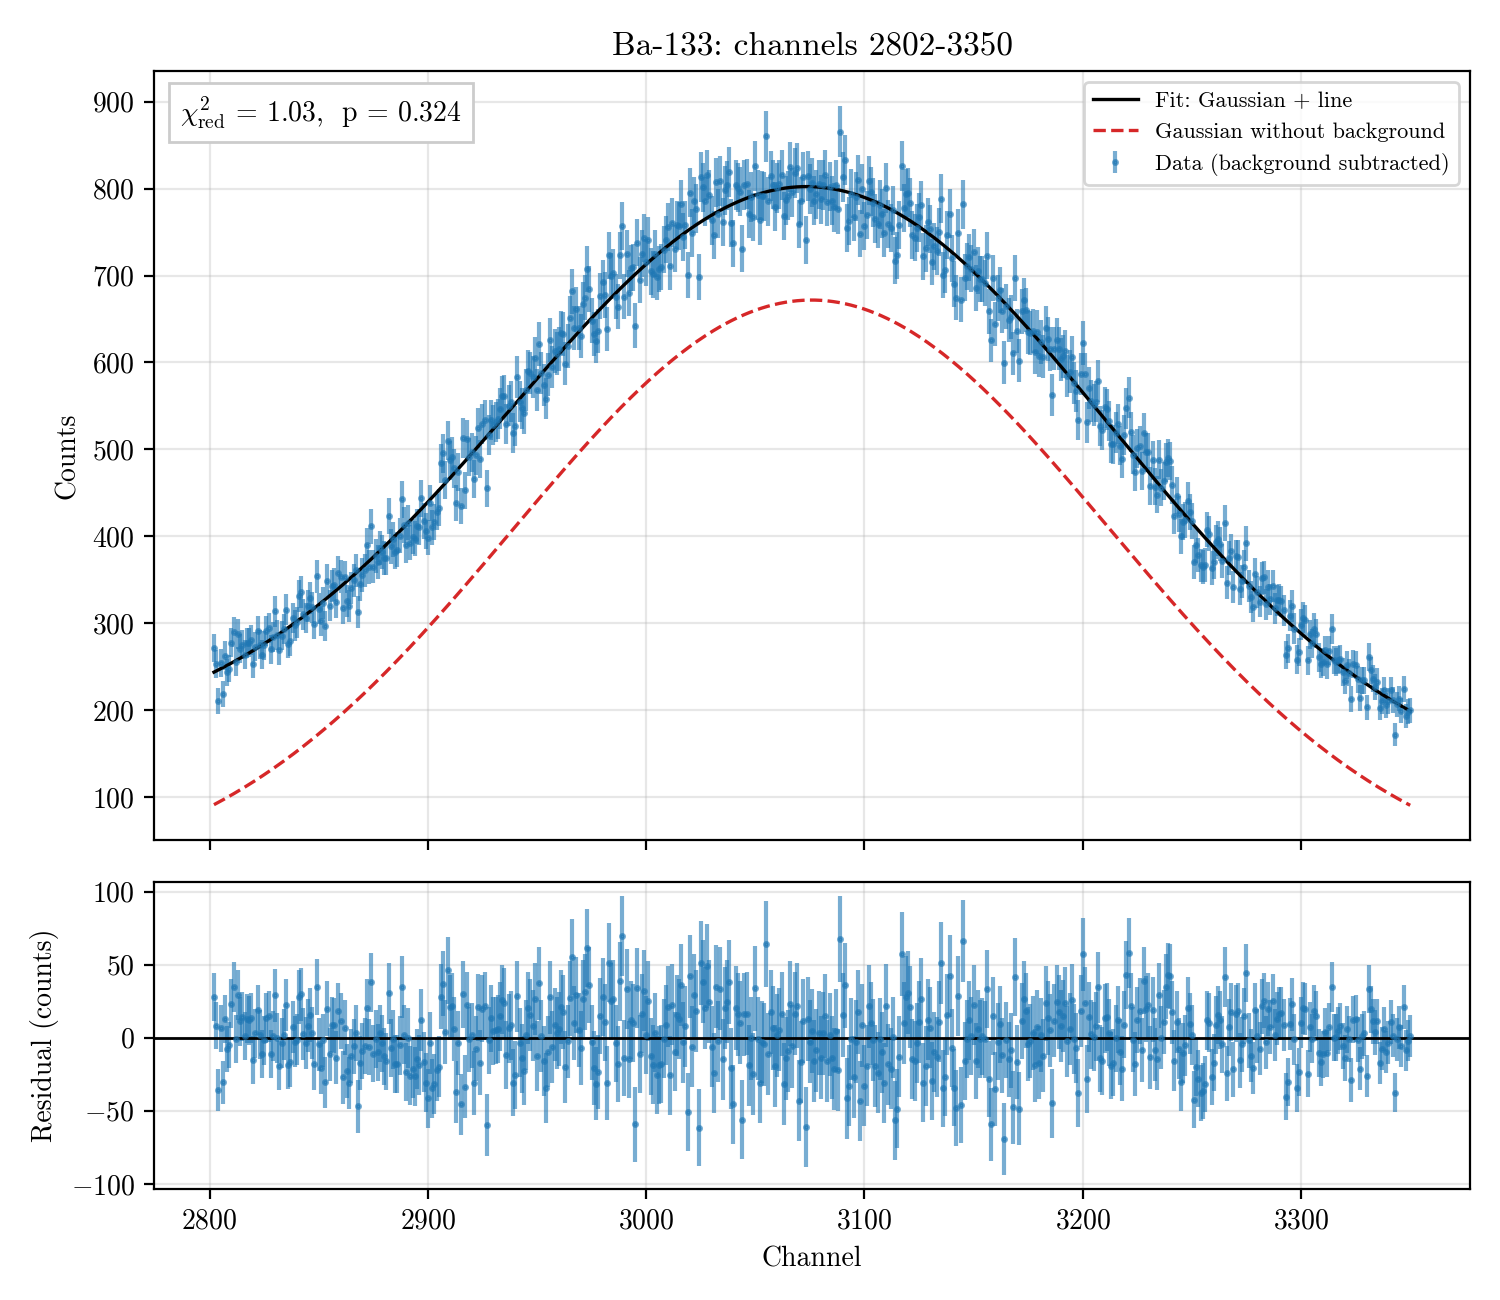 Ba-133: channels 2802-3350
χ²red = 1.03, p = 0.324
Fit: Gaussian + line
Gaussian without background
Data (background subtracted)
900
800
700
600
500
400
300
200
100
Counts
100
50
0
−50
−100
Residual (counts)
2800 2900 3000 3100 3200 3300
Channel